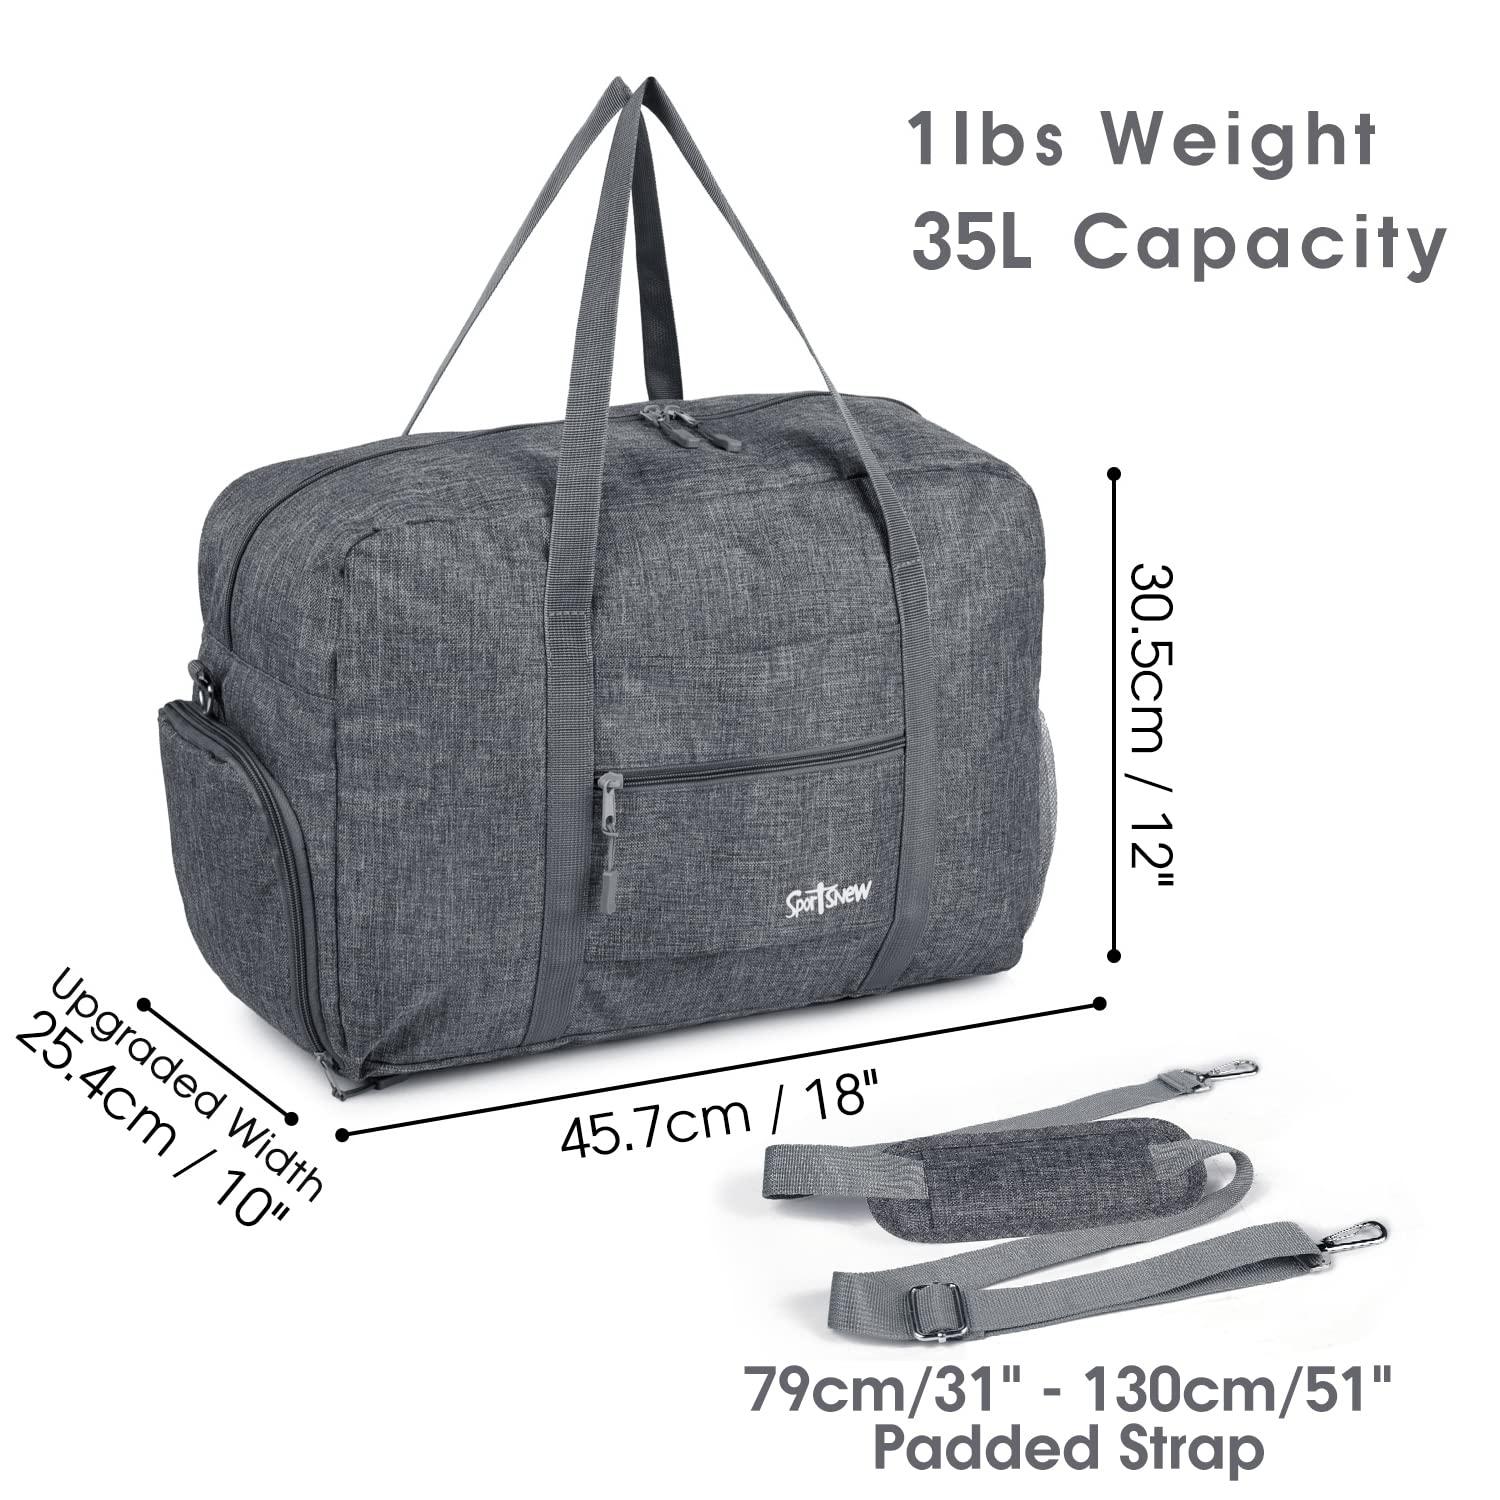 1lbs Weight
35L Capacity
30.5cm / 12"
SportSNEW
Upgraded Width
25.4cm / 10"
45.7cm / 18"
79cm/31" - 130cm/51"
Padded Strap